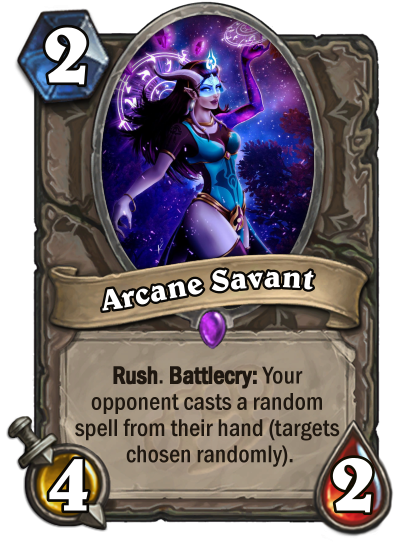 2
Arcane Savant
Rush. Battlecry: Your
opponent casts a random
spell from their hand (targets
chosen randomly).
4
2